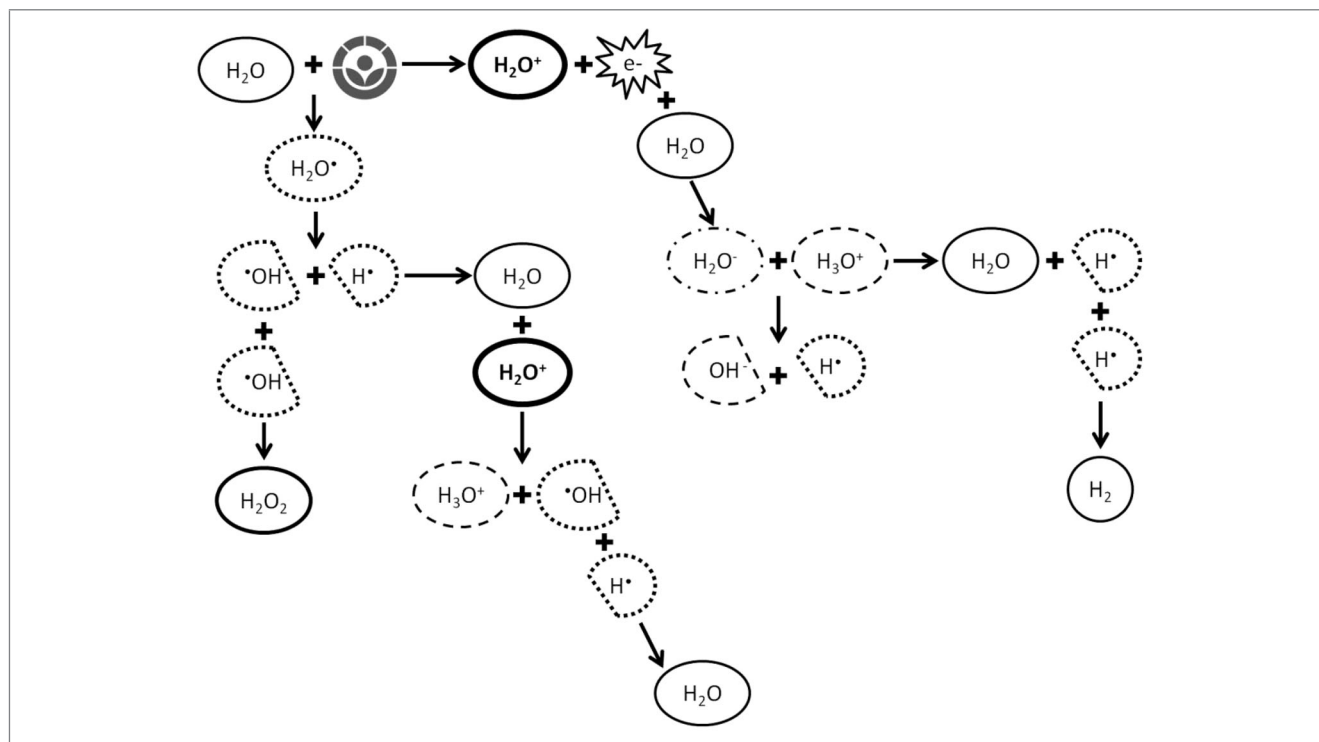 H₂O + → H₂O⁺ + e-
+
H₂O
H₂O•
•OH + H• → H₂O
H₂O⁻ + H₃O⁺ → H₂O + H•
+
•OH
+
H₂O⁺
OH⁻ + H•
+
H•
H₂O₂
H₃O⁺ + •OH
H₂
+
H•
H₂O